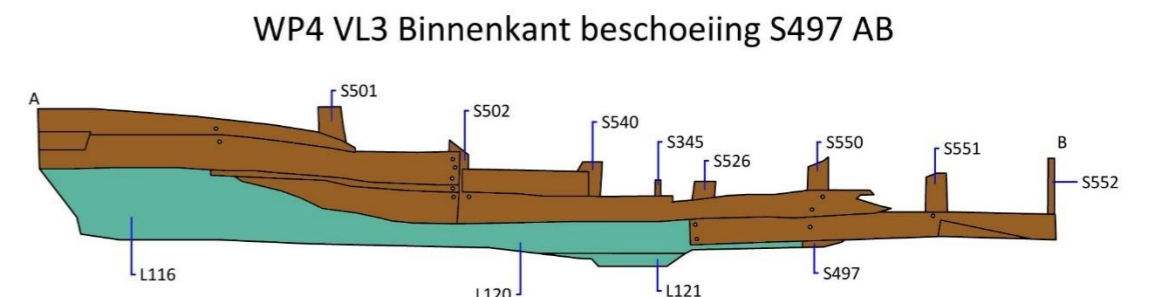 WP4 VL3 Binnenkant beschoeiing S497 AB
A
S501
S502
S540
S345
S526
S550
S551
B
S552
L116
L120
L121
S497